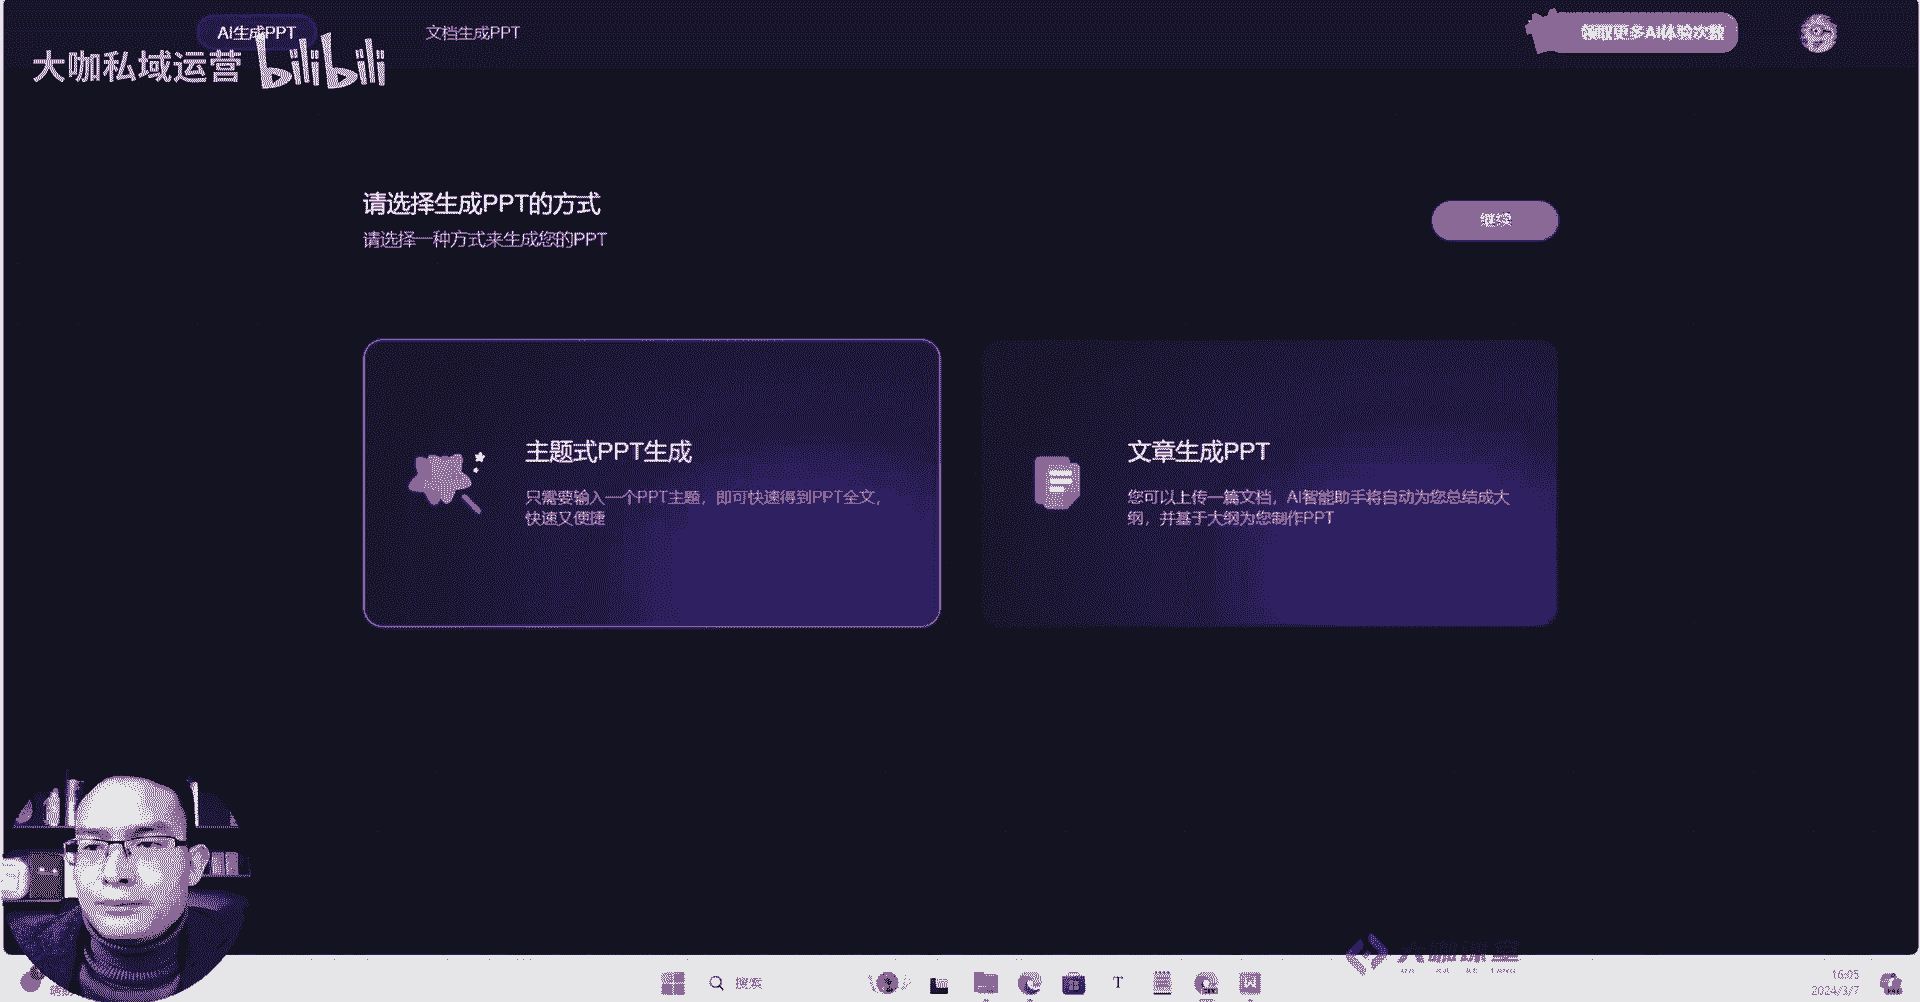 AI生成PPT
文档生成PPT
领取更多AI体验次数
大咖私域运营 bilibili
请选择生成PPT的方式
请选择一种方式来生成您的PPT
继续
主题式PPT生成
只需要输入一个PPT主题，即可快速得到PPT全文，
快速又便捷
文章生成PPT
您可以上传一篇文档，AI智能助手将自动为您总结成大
纲，并基于大纲为您制作PPT
大咖课堂
搜索
T
16:05
2024/3/7